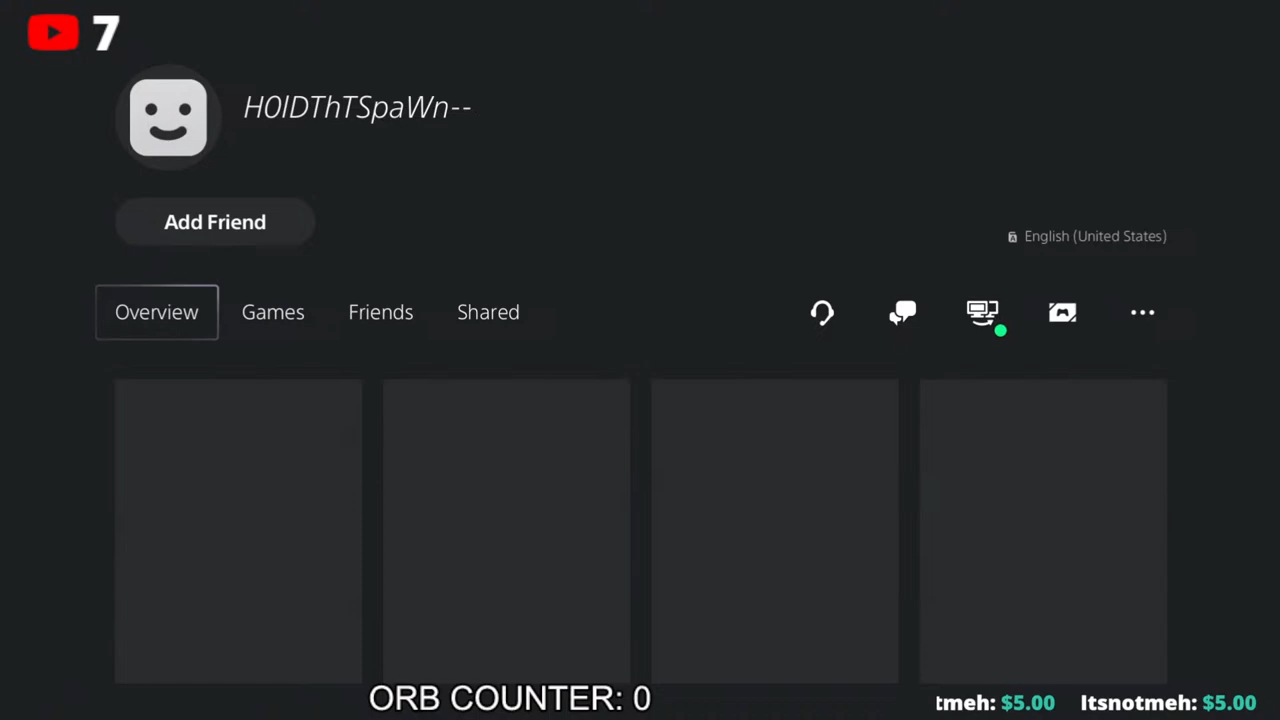 7
H0lDThTSpaWn--
Add Friend
English (United States)
Overview
Games
Friends
Shared
ORB COUNTER: 0
tmeh: $5.00
Itsnotmeh: $5.00